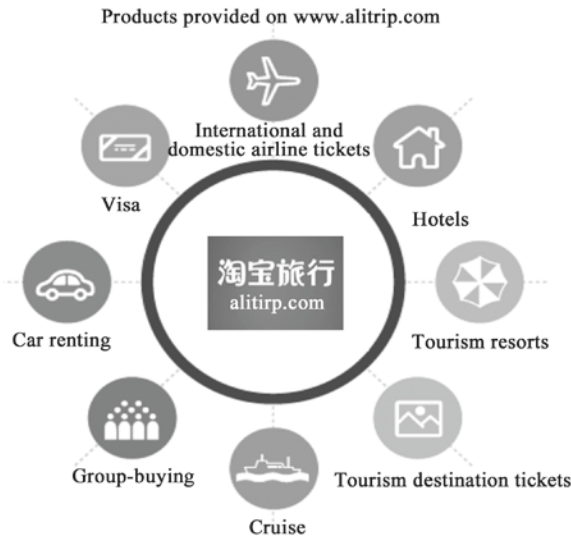 Products provided on www.alitrip.com
International and
domestic airline tickets
Visa
Hotels
淘宝旅行
alitirp.com
Car renting
Tourism resorts
Group-buying
Tourism destination tickets
Cruise